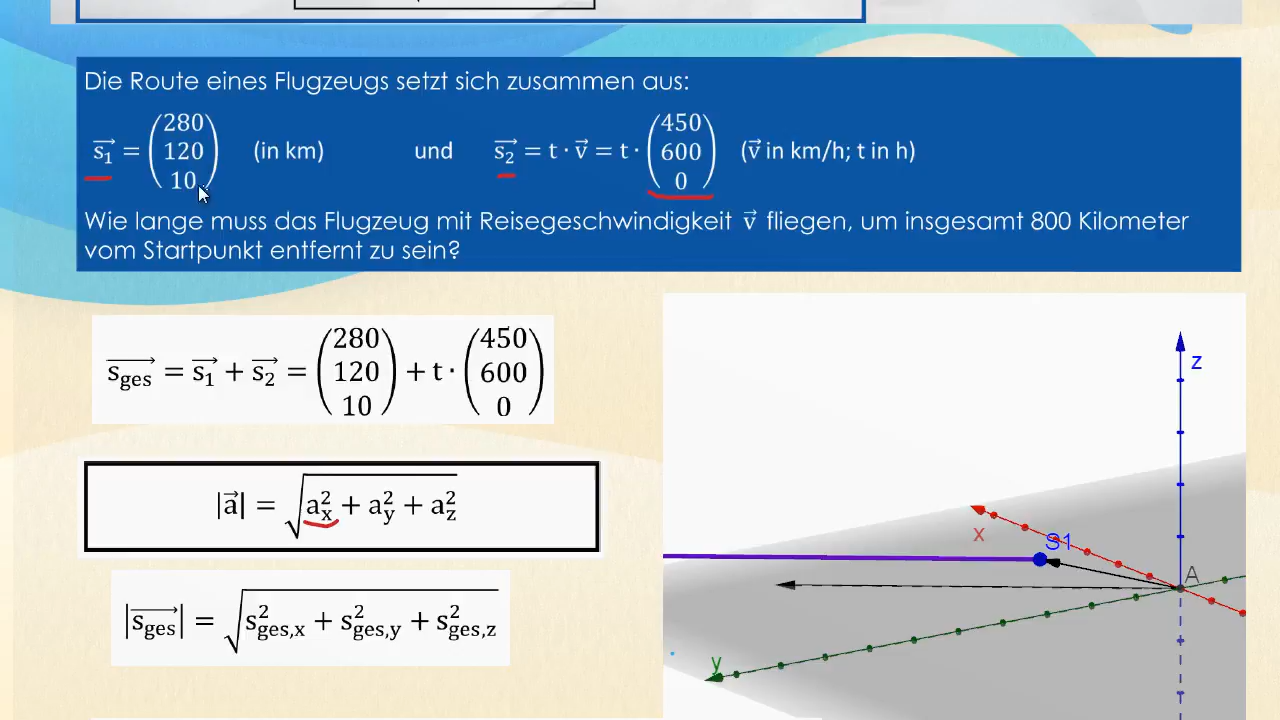 Die Route eines Flugzeugs setzt sich zusammen aus:
s₁⃗ = (280 120 10) (in km) und s₂⃗ = t · v⃗ = t · (450 600 0) (v⃗ in km/h; t in h)
Wie lange muss das Flugzeug mit Reisegeschwindigkeit v⃗ fliegen, um insgesamt 800 Kilometer
vom Startpunkt entfernt zu sein?
s_ges⃗ = s₁⃗ + s₂⃗ = (280 120 10) + t · (450 600 0)
|a⃗| = √(a_x² + a_y² + a_z²)
|s_ges⃗| = √(s_ges,x² + s_ges,y² + s_ges,z²)
z
x
S1
A
y